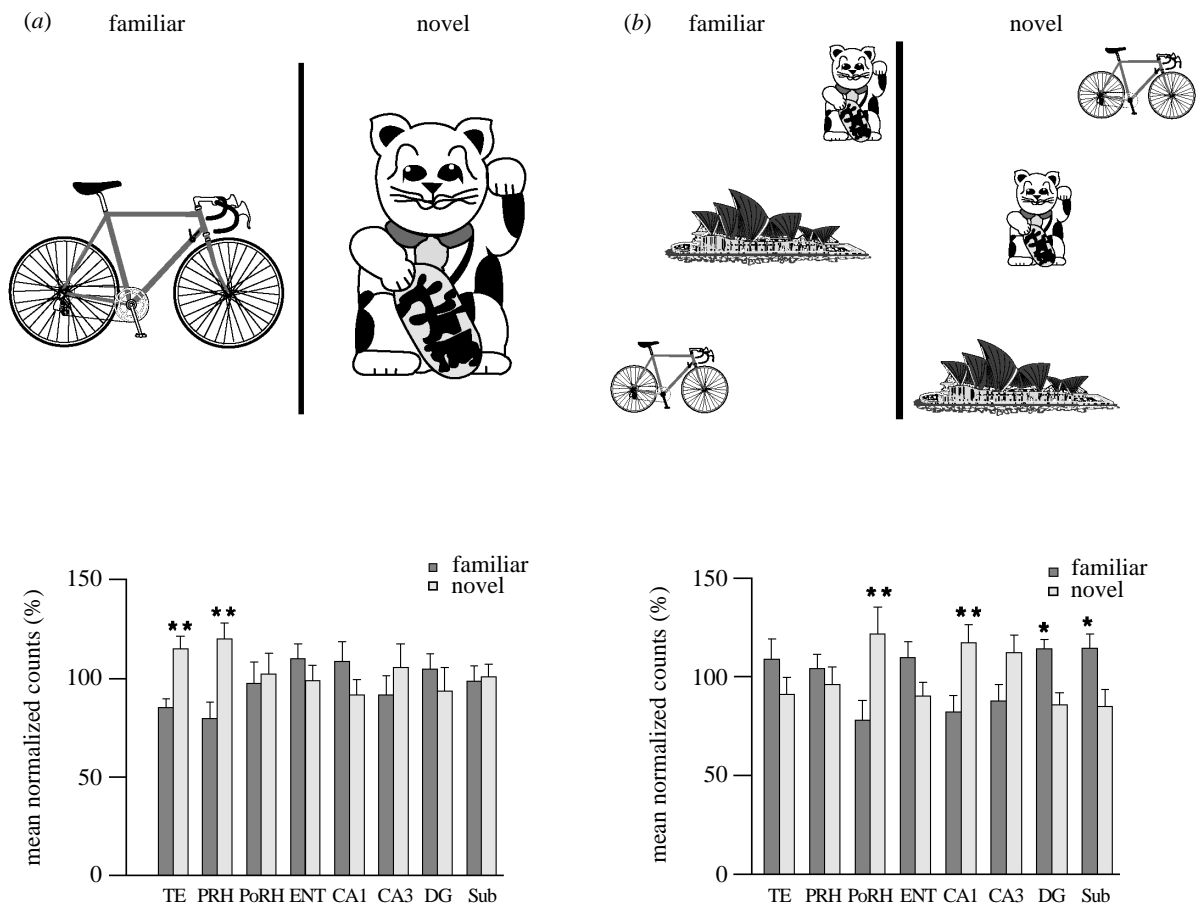 (a) familiar novel
(b) familiar novel
familiar
novel
mean normalized counts (%)
150
100
50
0
**
**
TE PRH PoRH ENT CA1 CA3 DG Sub
familiar
novel
mean normalized counts (%)
150
100
50
0
**
**
*
*
TE PRH PoRH ENT CA1 CA3 DG Sub